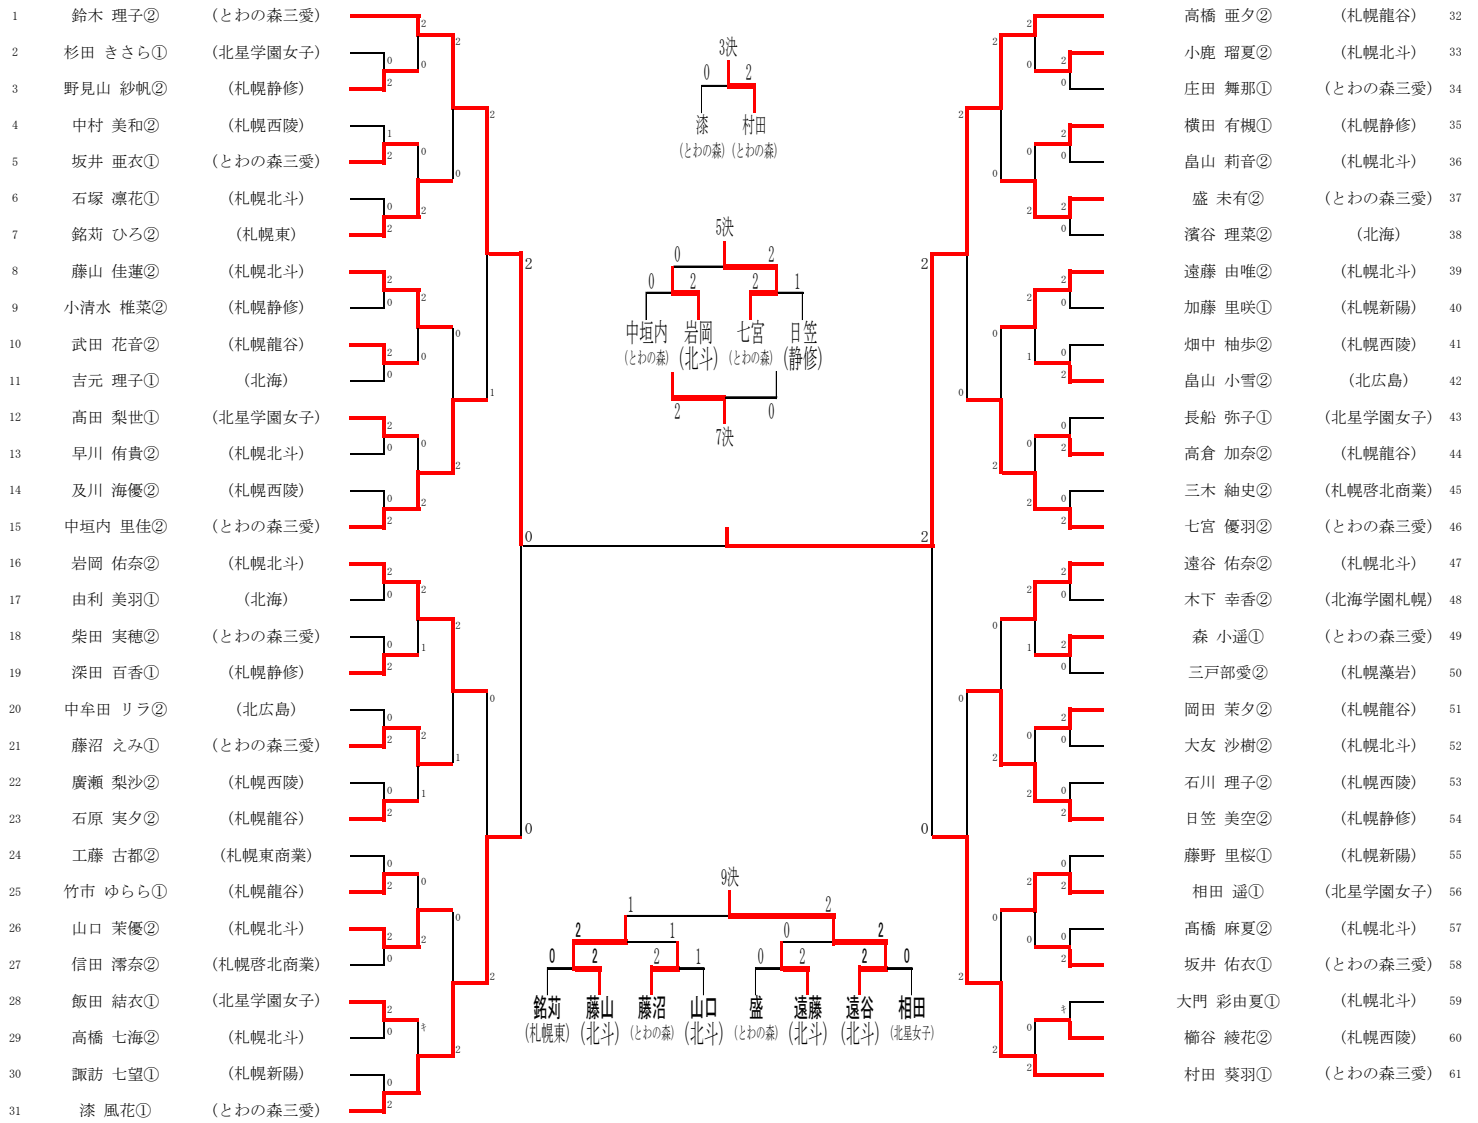 1 鈴木 理子② (とわの森三愛)
2 杉田 きさら① (北星学園女子)
3 野見山 紗帆② (札幌静修)
4 中村 美和② (札幌西陵)
5 坂井 亜衣① (とわの森三愛)
6 石塚 凛花① (札幌北斗)
7 銘苅 ひろ② (札幌東)
8 藤山 佳蓮② (札幌北斗)
9 小清水 椎菜② (札幌静修)
10 武田 花音② (札幌龍谷)
11 吉元 理子① (北海)
12 髙田 梨世① (北星学園女子)
13 早川 侑貴② (札幌北斗)
14 及川 海優② (札幌西陵)
15 中垣内 里佳② (とわの森三愛)
16 岩岡 佑奈② (札幌北斗)
17 由利 美羽① (北海)
18 柴田 実穂② (とわの森三愛)
19 深田 百香① (札幌静修)
20 中牟田 リラ② (北広島)
21 藤沼 えみ① (とわの森三愛)
22 廣瀬 梨沙② (札幌西陵)
23 石原 実夕② (札幌龍谷)
24 工藤 古都② (札幌東商業)
25 竹市 ゆらら① (札幌龍谷)
26 山口 茉優② (札幌北斗)
27 信田 澪奈② (札幌啓北商業)
28 飯田 結衣① (北星学園女子)
29 高橋 七海② (札幌北斗)
30 諏訪 七望① (札幌新陽)
31 漆 風花① (とわの森三愛)
3決
0 2
漆 村田
(とわの森) (とわの森)
5決
0 2
0 2 2 1
中垣内 岩岡 七宮 日笠
(とわの森) (北斗) (とわの森) (静修)
2 0
7決
9決
1 2
2 1 0 2
0 2 2 1 0 2 2 0
銘苅 藤山 藤沼 山口 盛 遠藤 遠谷 相田
(札幌東) (北斗) (とわの森) (北斗) (とわの森) (北斗) (北斗) (北星女子)
高橋 亜夕② (札幌龍谷) 32
小鹿 瑠夏② (札幌北斗) 33
庄田 舞那① (とわの森三愛) 34
横田 有槻① (札幌静修) 35
畠山 莉音② (札幌北斗) 36
盛 未有② (とわの森三愛) 37
濱谷 理菜② (北海) 38
遠藤 由唯② (札幌北斗) 39
加藤 里咲① (札幌新陽) 40
畑中 柚歩② (札幌西陵) 41
畠山 小雪② (北広島) 42
長船 弥子① (北星学園女子) 43
高倉 加奈② (札幌龍谷) 44
三木 紬史② (札幌啓北商業) 45
七宮 優羽② (とわの森三愛) 46
遠谷 佑奈② (札幌北斗) 47
木下 幸香② (北海学園札幌) 48
森 小遥① (とわの森三愛) 49
三戸部愛② (札幌藻岩) 50
岡田 茉夕② (札幌龍谷) 51
大友 沙樹② (札幌北斗) 52
石川 理子② (札幌西陵) 53
日笠 美空② (札幌静修) 54
藤野 里桜① (札幌新陽) 55
相田 遥① (北星学園女子) 56
髙橋 麻夏② (札幌北斗) 57
坂井 佑衣① (とわの森三愛) 58
大門 彩由夏① (札幌北斗) 59
櫛谷 綾花② (札幌西陵) 60
村田 葵羽① (とわの森三愛) 61